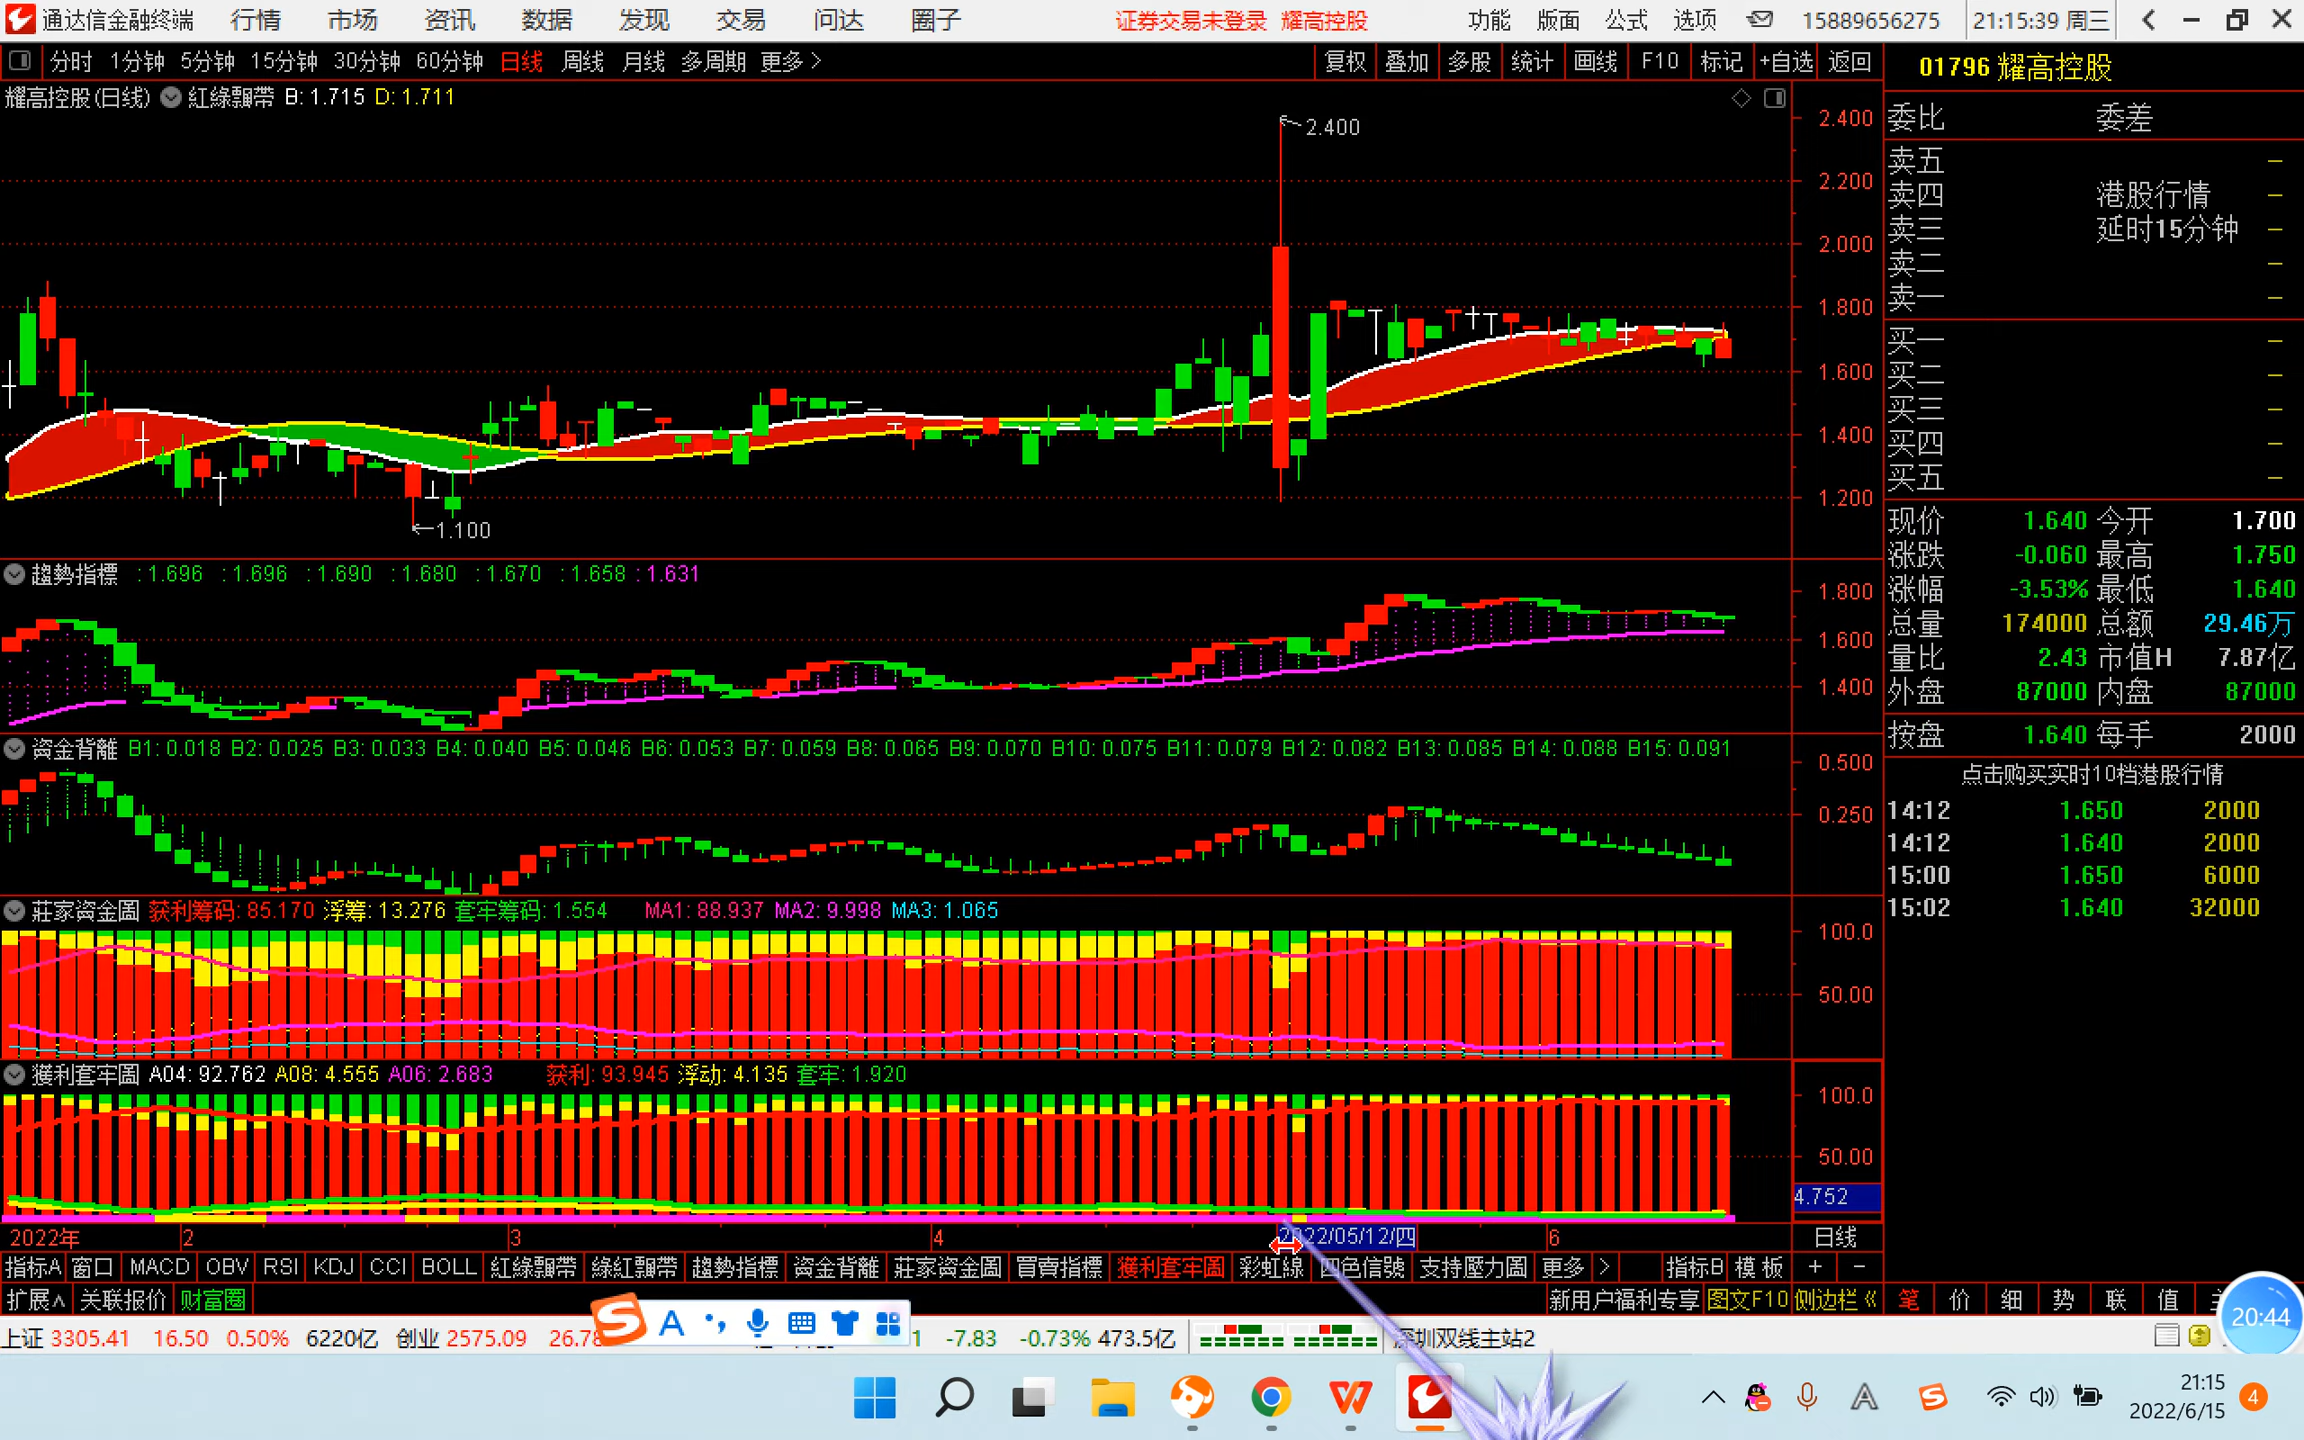 通达信金融终端 行情 市场 资讯 数据 发现 交易 问达 圈子 证券交易未登录 耀高控股 功能 版面 公式 选项 15889656275 21:15:39 周三
分时 1分钟 5分钟 15分钟 30分钟 60分钟 日线 周线 月线 多周期 更多 复权 叠加 多股 统计 画线 F10 标记 +自选 返回
01796 耀高控股
耀高控股(日线) 紅綠飄帶 B: 1.715 D: 1.711
2.400
2.400
2.200
2.000
1.800
1.600
1.400
1.200
1.100
委比 委差
卖五
卖四 港股行情
卖三 延时15分钟
卖二
卖一
买一
买二
买三
买四
买五
现价 1.640 今开 1.700
涨跌 -0.060 最高 1.750
涨幅 -3.53% 最低 1.640
总量 174000 总额 29.46万
量比 2.43 市值H 7.87亿
外盘 87000 内盘 87000
按盘 1.640 每手 2000
点击购买实时10档港股行情
14:12 1.650 2000
14:12 1.640 2000
15:00 1.650 6000
15:02 1.640 32000
趨勢指標 :1.696 :1.696 :1.690 :1.680 :1.670 :1.658 :1.631
1.800
1.600
1.400
資金背離 B1: 0.018 B2: 0.025 B3: 0.033 B4: 0.040 B5: 0.046 B6: 0.053 B7: 0.059 B8: 0.065 B9: 0.070 B10: 0.075 B11: 0.079 B12: 0.082 B13: 0.085 B14: 0.088 B15: 0.091
0.500
0.250
莊家資金圖 获利筹码: 85.170 浮筹: 13.276 套牢筹码: 1.554 MA1: 88.937 MA2: 9.998 MA3: 1.065
100.0
50.00
獲利套牢圖 A04: 92.762 A08: 4.555 A06: 2.683 获利: 93.945 浮动: 4.135 套牢: 1.920
100.0
50.00
4.752
2022年 2 3 4 2022/05/12/四 6 日线
指标A 窗口 MACD OBV RSI KDJ CCI BOLL 紅綠飄帶 綠紅飄帶 趨勢指標 資金背離 莊家資金圖 買賣指標 獲利套牢圖 彩虹線 四色信號 支持壓力圖 更多 指标B 模板 + −
扩展∧ 关联报价 财富圈 新用户福利专享 图文F10 侧边栏《 笔 价 细 势 联 值
20:44
上证 3305.41 16.50 0.50% 6220亿 创业 2575.09 26.78 1 -7.83 -0.73% 473.5亿 深圳双线主站2
21:15
2022/6/15
4